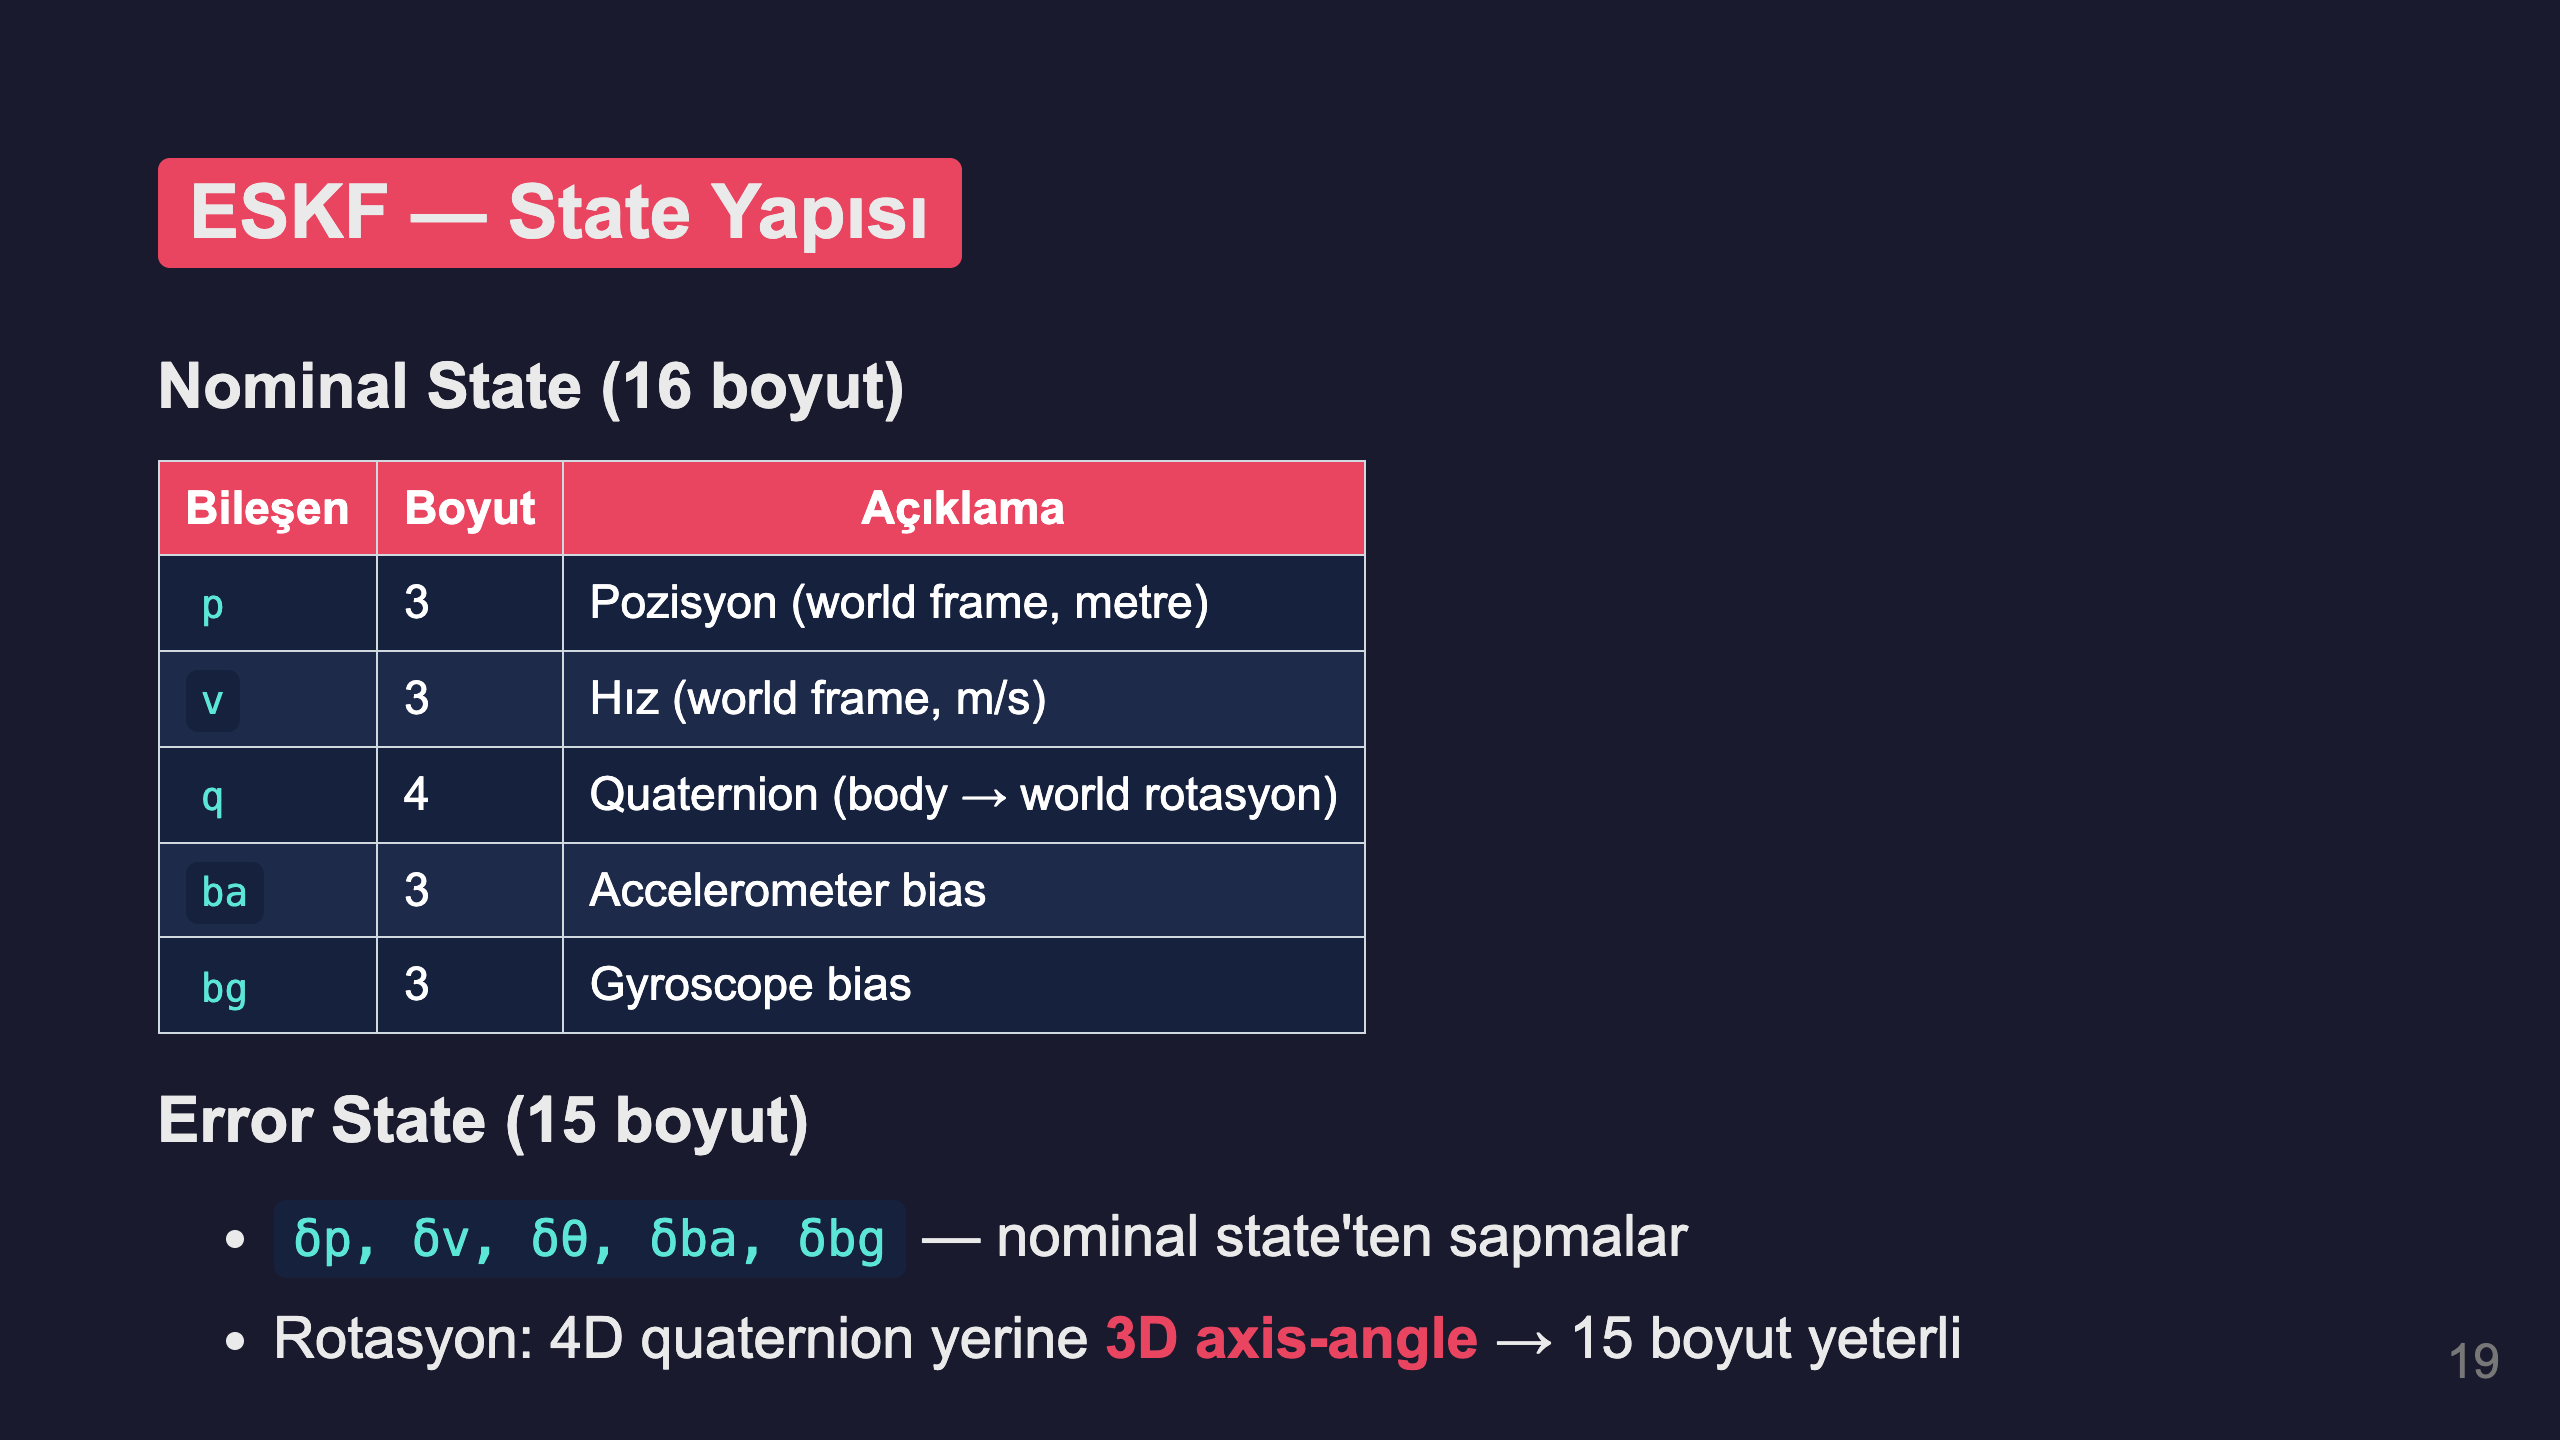 ESKF — State Yapısı
Nominal State (16 boyut)
Bileşen Boyut Açıklama
p 3 Pozisyon (world frame, metre)
v 3 Hız (world frame, m/s)
q 4 Quaternion (body → world rotasyon)
ba 3 Accelerometer bias
bg 3 Gyroscope bias
Error State (15 boyut)
• δp, δv, δθ, δba, δbg — nominal state'ten sapmalar
• Rotasyon: 4D quaternion yerine 3D axis-angle → 15 boyut yeterli
19